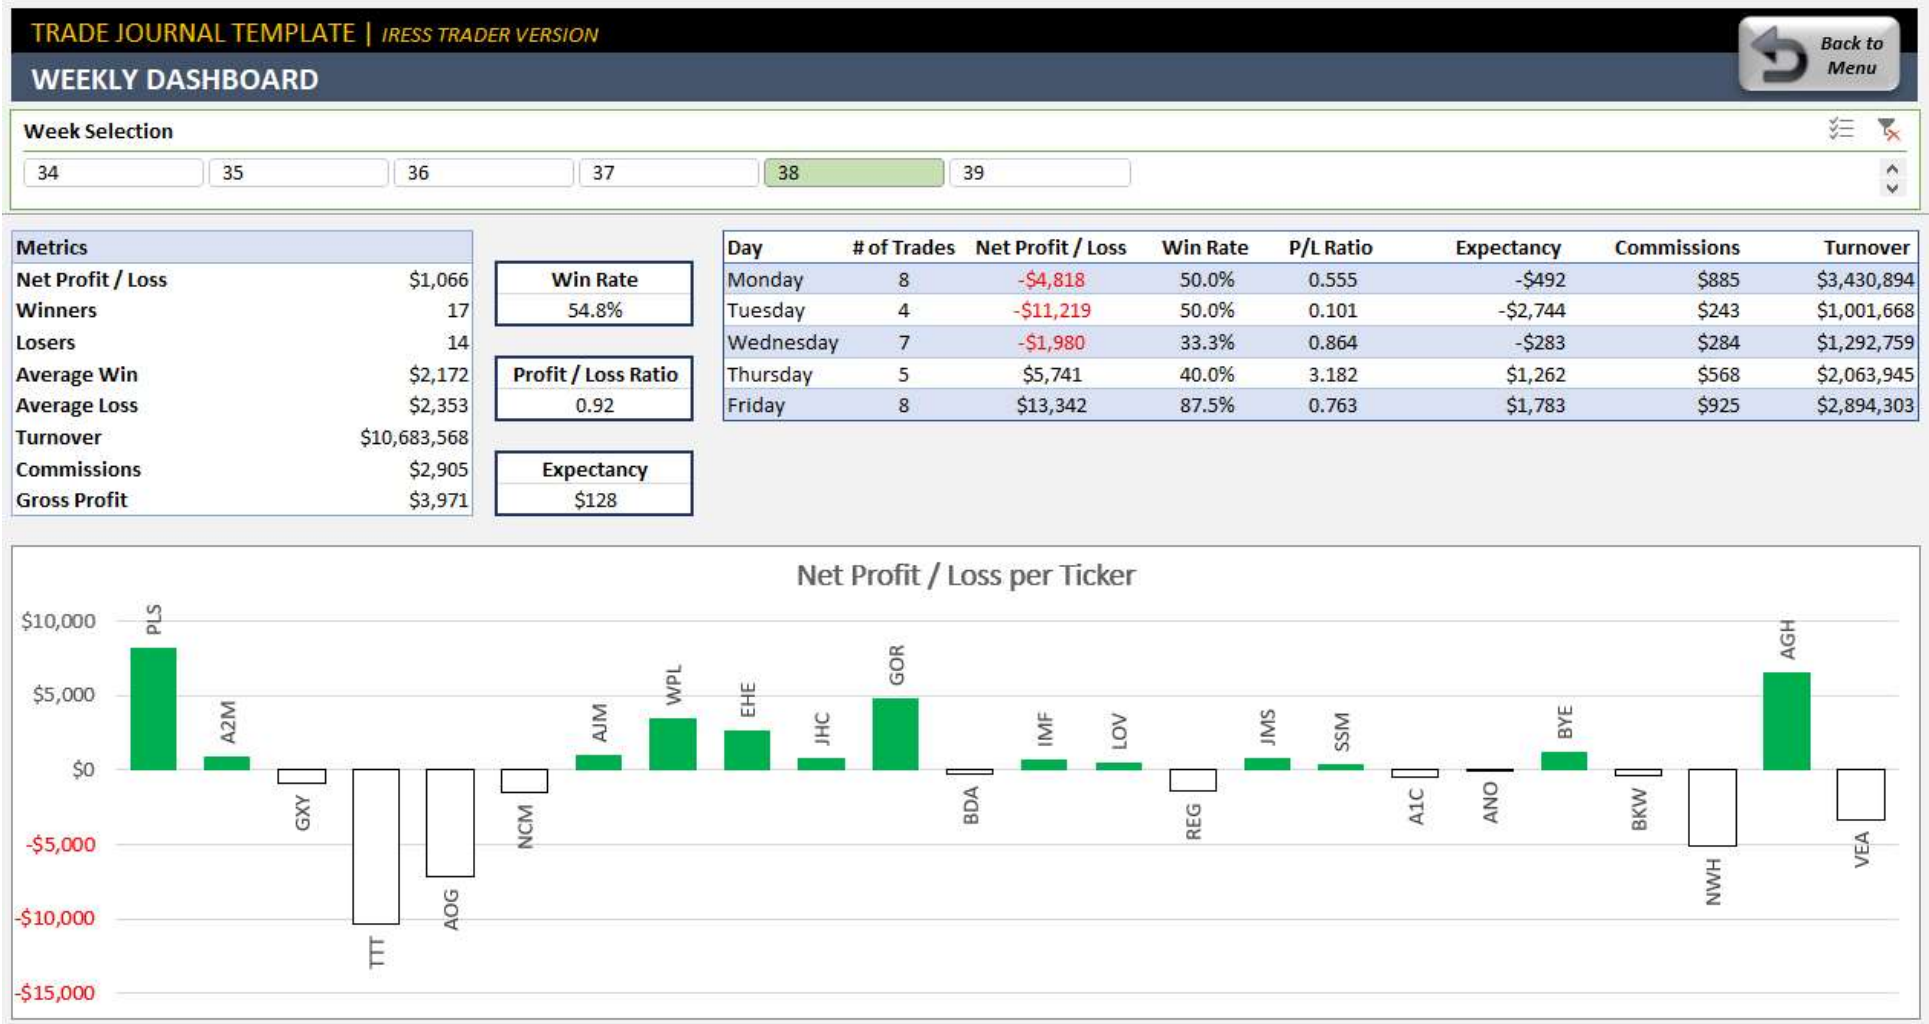 TRADE JOURNAL TEMPLATE | IRESS TRADER VERSION
Back to
Menu
WEEKLY DASHBOARD
Week Selection
34 35 36 37 38 39
Metrics
Net Profit / Loss $1,066
Winners 17
Losers 14
Average Win $2,172
Average Loss $2,353
Turnover $10,683,568
Commissions $2,905
Gross Profit $3,971
Win Rate
54.8%
Profit / Loss Ratio
0.92
Expectancy
$128
Day # of Trades Net Profit / Loss Win Rate P/L Ratio Expectancy Commissions Turnover
Monday 8 -$4,818 50.0% 0.555 -$492 $885 $3,430,894
Tuesday 4 -$11,219 50.0% 0.101 -$2,744 $243 $1,001,668
Wednesday 7 -$1,980 33.3% 0.864 -$283 $284 $1,292,759
Thursday 5 $5,741 40.0% 3.182 $1,262 $568 $2,063,945
Friday 8 $13,342 87.5% 0.763 $1,783 $925 $2,894,303
Net Profit / Loss per Ticker
$10,000
$5,000
$0
-$5,000
-$10,000
-$15,000
PLS
A2M
GXY
TTT
AOG
NCM
AJM
WPL
EHE
JHC
GOR
BDA
IMF
LOV
REG
JMS
SSM
A1C
ANO
BYE
BKW
NWH
AGH
VEA